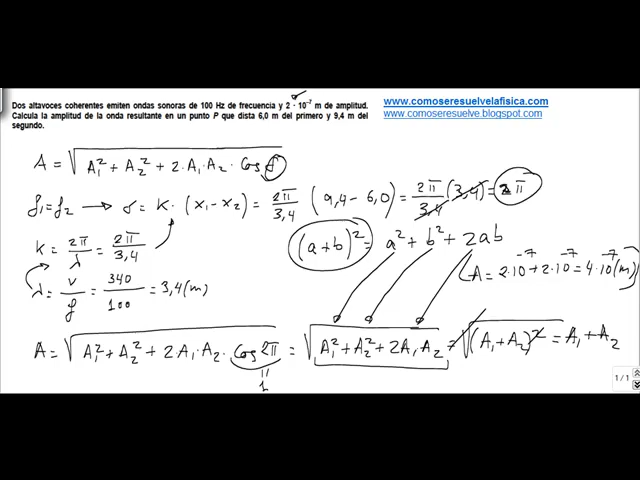 Dos altavoces coherentes emiten ondas sonoras de 100 Hz de frecuencia y 2 · 10⁻⁷ m de amplitud.
Calcula la amplitud de la onda resultante en un punto P que dista 6,0 m del primero y 9,4 m del
segundo.
www.comoseresuelvelafisica.com
www.comoseresuelve.blogspot.com
A = √(A₁² + A₂² + 2·A₁·A₂·cos δ)
f₁=f₂ → δ = K·(x₁-x₂) = 2π/3,4 (9,4-6,0) = 2π/3,4 (3,4) = 2π
(a+b)² = a² + b² + 2ab
K = 2π/λ = 2π/3,4
A = 2·10⁻⁷ + 2·10⁻⁷ = 4·10⁻⁷ (m)
λ = v/f = 340/100 = 3,4 (m)
A = √(A₁² + A₂² + 2·A₁·A₂·cos 2π) = √(A₁² + A₂² + 2A₁A₂) = √(A₁+A₂)² = A₁+A₂
1
1 / 1